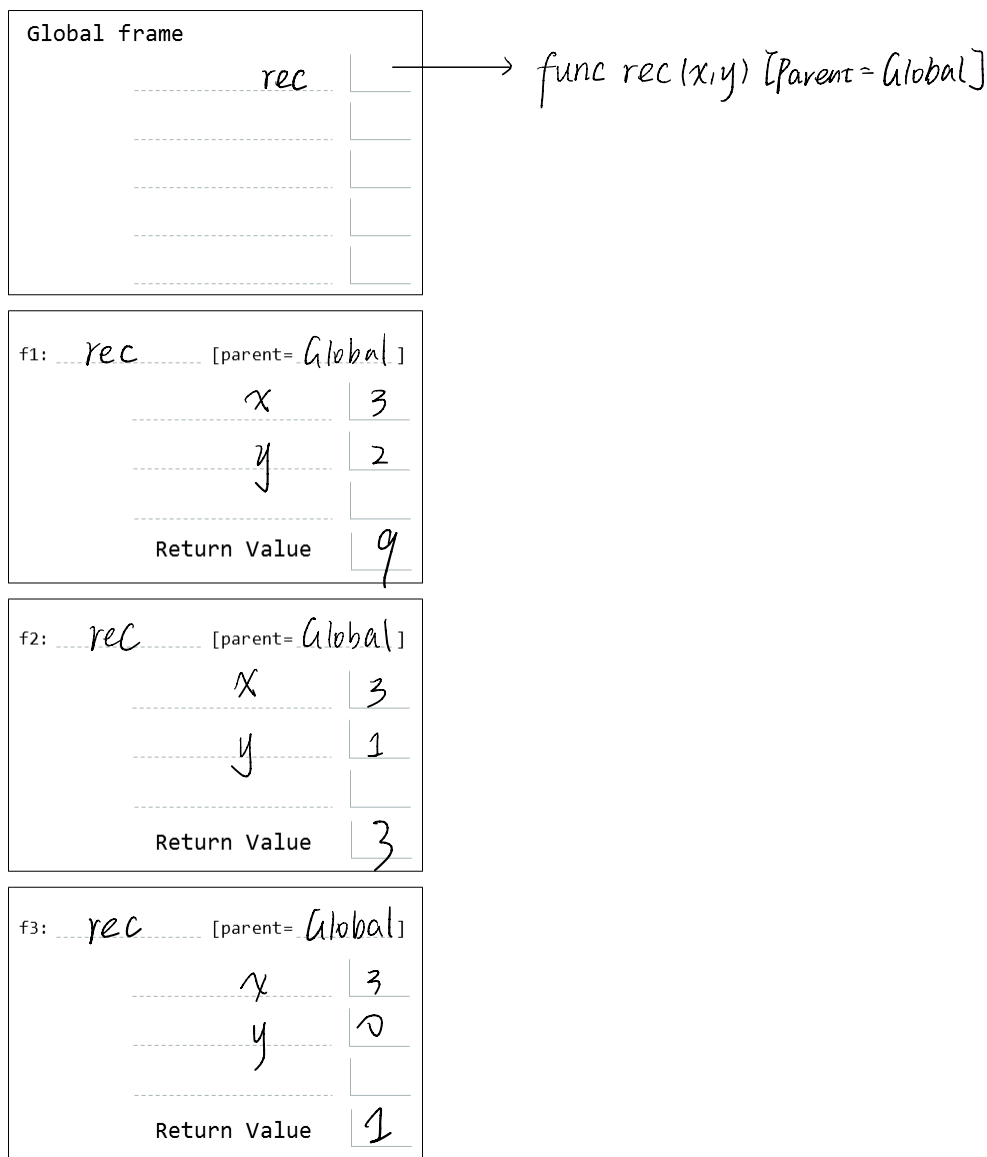 Global frame
rec
func rec(x,y) [Parent = Global]
f1: rec [parent= Global]
x 3
y 2
Return Value 9
f2: rec [parent= Global]
x 3
y 1
Return Value 3
f3: rec [parent= Global]
x 3
y 0
Return Value 1